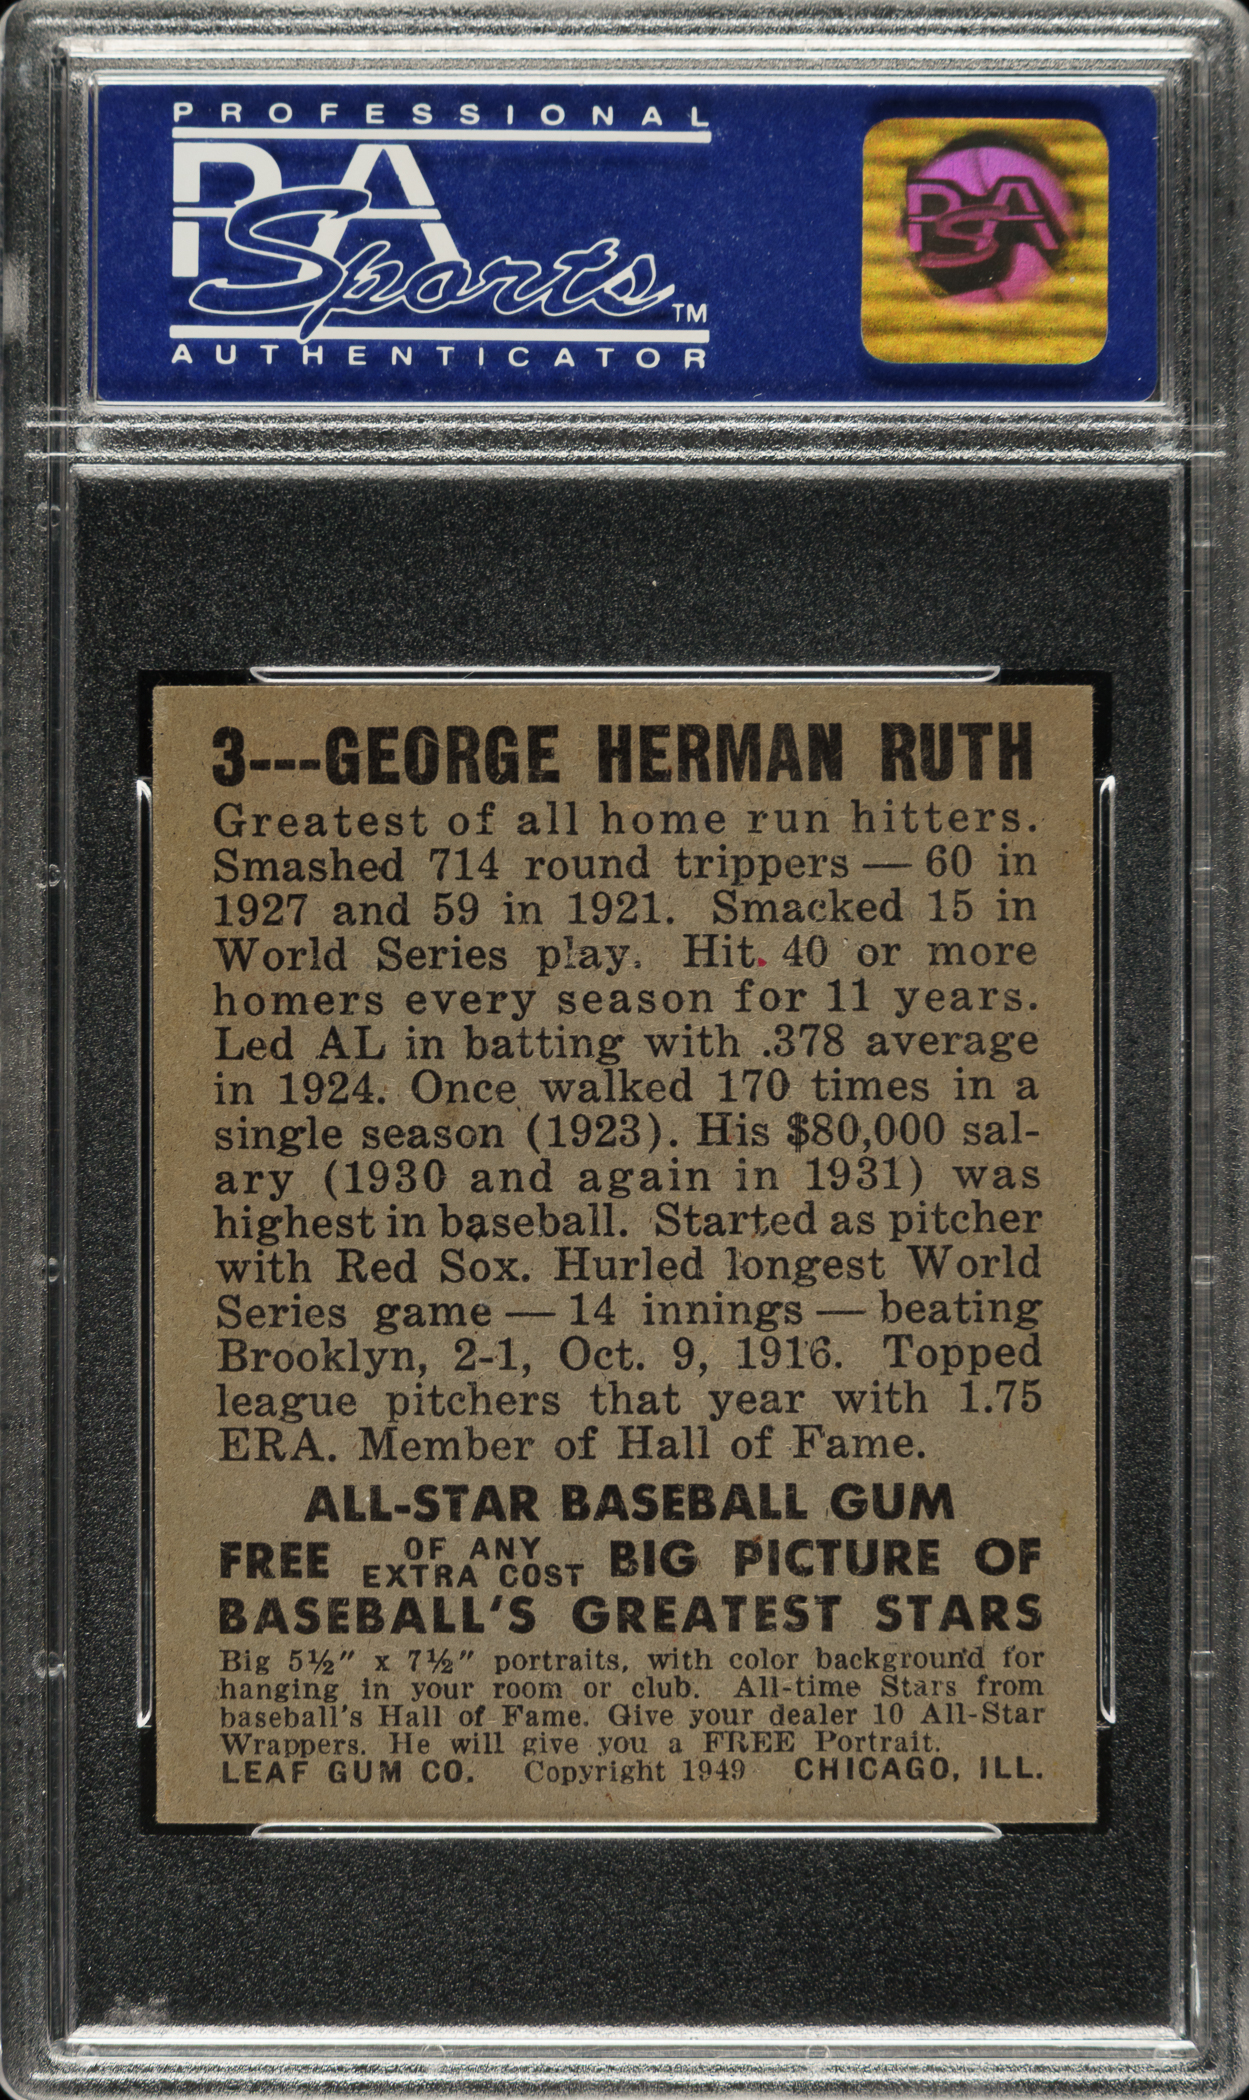 PROFESSIONAL
PSA
Sports™
AUTHENTICATOR
PSA
3---GEORGE HERMAN RUTH
Greatest of all home run hitters.
Smashed 714 round trippers — 60 in
1927 and 59 in 1921. Smacked 15 in
World Series play. Hit 40 or more
homers every season for 11 years.
Led AL in batting with .378 average
in 1924. Once walked 170 times in a
single season (1923). His $80,000 sal-
ary (1930 and again in 1931) was
highest in baseball. Started as pitcher
with Red Sox. Hurled longest World
Series game — 14 innings — beating
Brooklyn, 2-1, Oct. 9, 1916. Topped
league pitchers that year with 1.75
ERA. Member of Hall of Fame.
ALL-STAR BASEBALL GUM
FREE OF ANY EXTRA COST BIG PICTURE OF
BASEBALL'S GREATEST STARS
Big 5½" x 7½" portraits, with color background for
hanging in your room or club. All-time Stars from
baseball's Hall of Fame. Give your dealer 10 All-Star
Wrappers. He will give you a FREE Portrait.
LEAF GUM CO. Copyright 1949 CHICAGO, ILL.